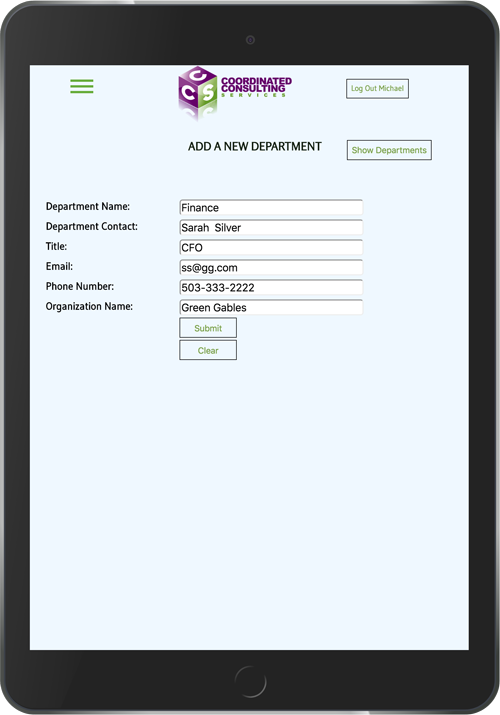 C
C S
COORDINATED
CONSULTING
SERVICES
Log Out Michael
ADD A NEW DEPARTMENT
Show Departments
Department Name: Finance
Department Contact: Sarah  Silver
Title: CFO
Email: ss@gg.com
Phone Number: 503-333-2222
Organization Name: Green Gables
Submit
Clear